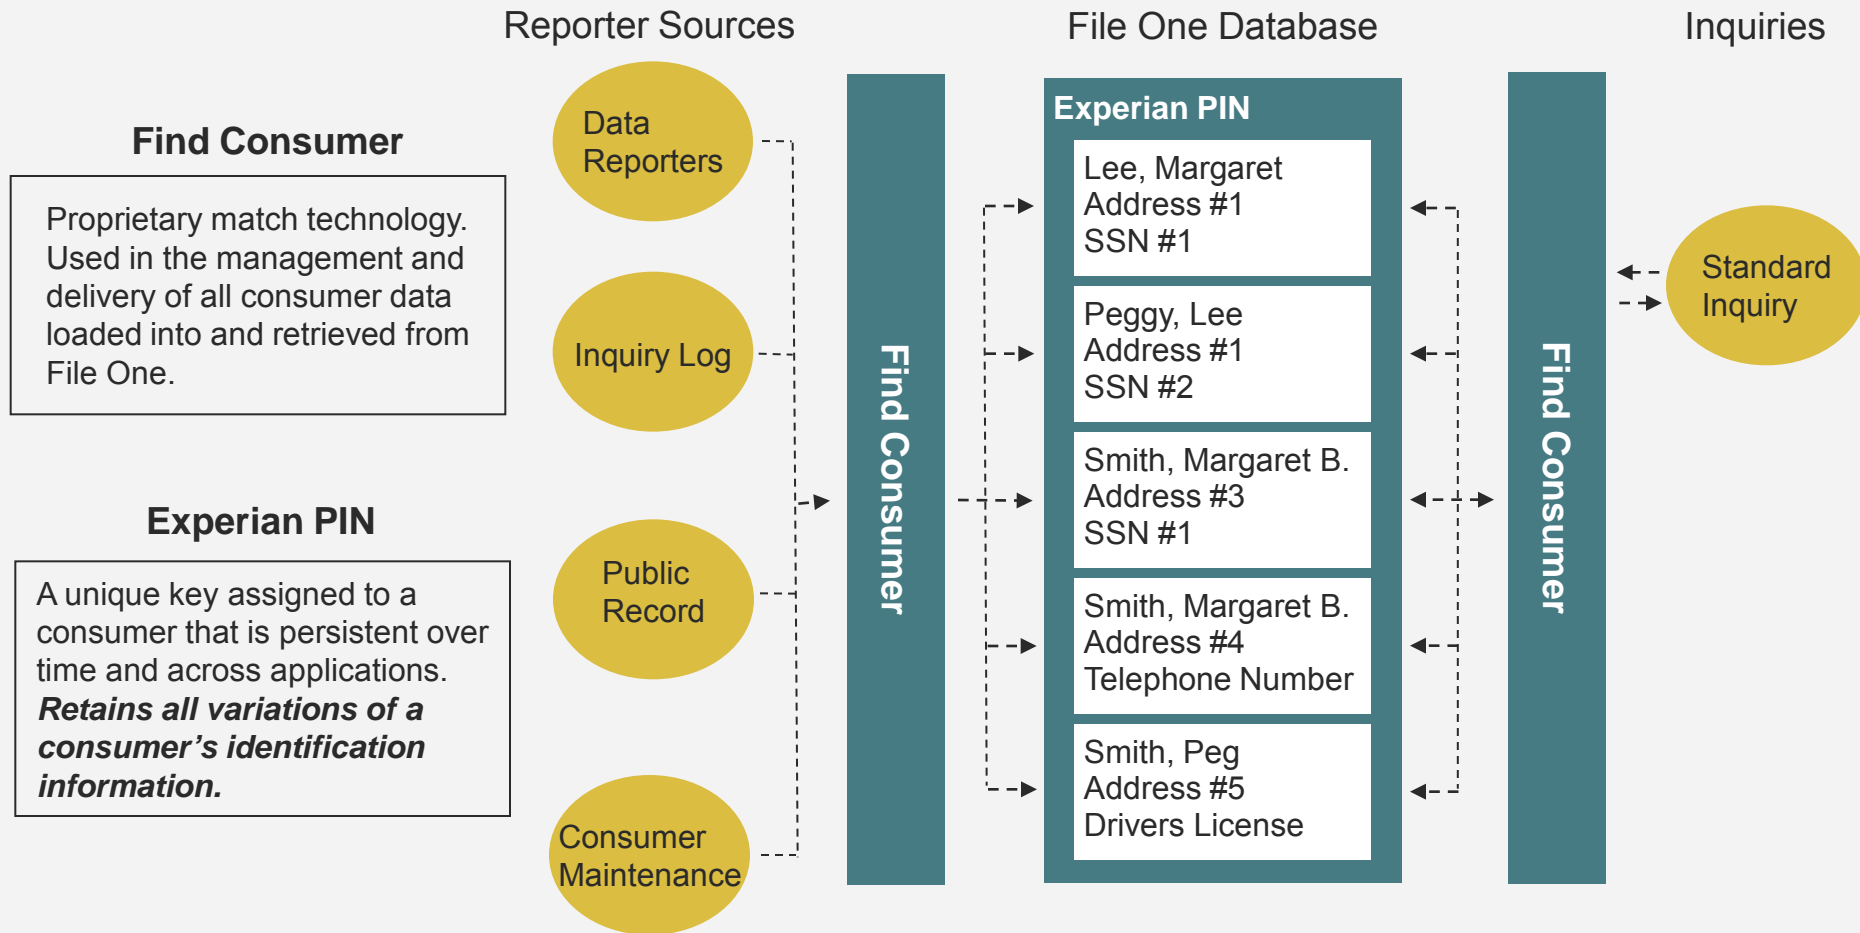 Reporter Sources
File One Database
Inquiries
Find Consumer
Proprietary match technology.
Used in the management and
delivery of all consumer data
loaded into and retrieved from
File One.
Experian PIN
A unique key assigned to a
consumer that is persistent over
time and across applications.
Retains all variations of a
consumer’s identification
information.
Data
Reporters
Inquiry Log
Public
Record
Consumer
Maintenance
Find Consumer
Experian PIN
Lee, Margaret
Address #1
SSN #1
Peggy, Lee
Address #1
SSN #2
Smith, Margaret B.
Address #3
SSN #1
Smith, Margaret B.
Address #4
Telephone Number
Smith, Peg
Address #5
Drivers License
Find Consumer
Standard
Inquiry